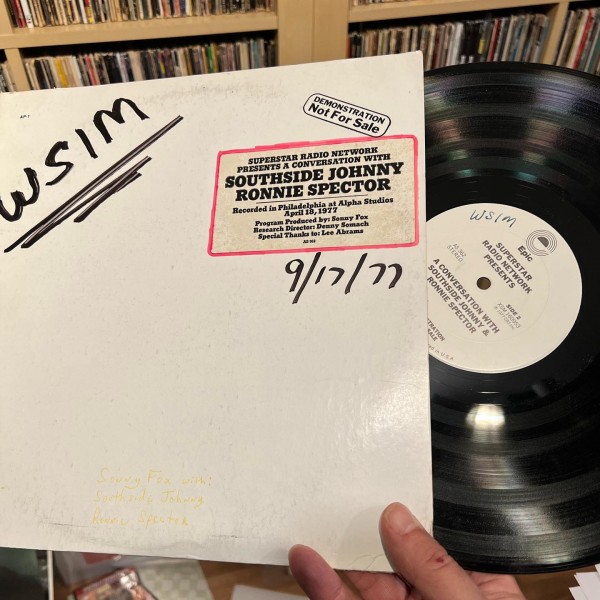 WSIM
DEMONSTRATION
Not For Sale
SUPERSTAR RADIO NETWORK
PRESENTS A CONVERSATION WITH
SOUTHSIDE JOHNNY
RONNIE SPECTOR
Recorded in Philadelphia at Alpha Studios
April 18, 1977
Program Produced by: Sonny Fox
Research Director: Denny Somach
Special Thanks to: Lee Abrams
9/17/77
Sonny Fox with:
Southside Johnny
Ronnie Spector
WSIM
Epic
SUPERSTAR
RADIO NETWORK
PRESENTS
STEREO
SIDE 2
A CONVERSATION WITH
SOUTHSIDE JOHNNY &
RONNIE SPECTOR